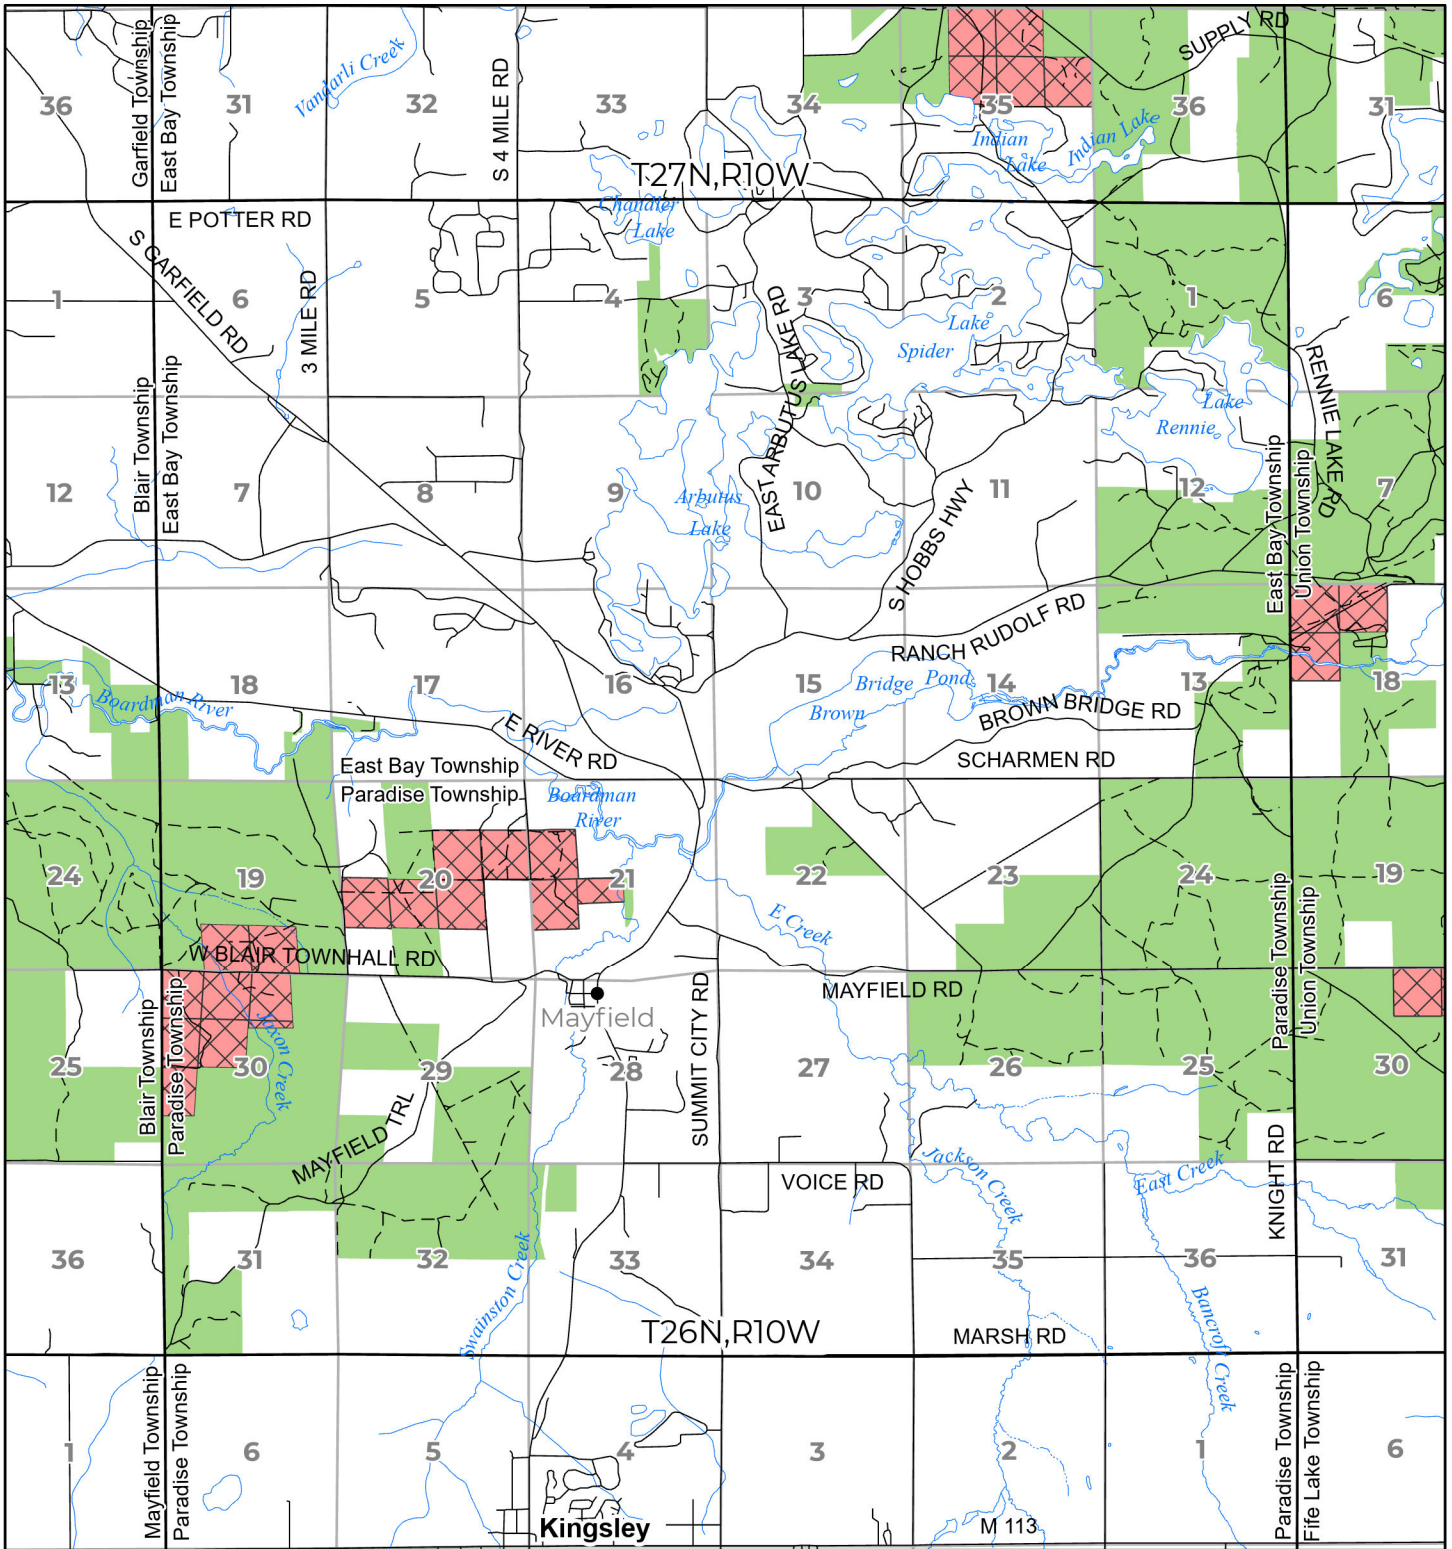 SUPPLY RD
Garfield Township
East Bay Township
Vandarli Creek
S 4 MILE RD
36
31
32
33
34
35
36
31
Indian
Lake
Indian Lake
T27N,R10W
E POTTER RD
Chandler
Lake
S GARFIELD RD
3 MILE RD
1
6
5
4
3
2
1
6
EAST ARBUTUS LAKE RD
Lake
Spider
RENNIE LAKE RD
Blair Township
East Bay Township
Lake
Rennie
East Bay Township
Union Township
12
7
8
9
10
11
12
7
Arbutus
Lake
S HOBBS HWY
RANCH RUDOLF RD
13
18
17
16
15
14
13
18
Boardman River
Bridge Pond
Brown
BROWN BRIDGE RD
E RIVER RD
SCHARMEN RD
East Bay Township
Paradise Township
Boardman
River
24
19
20
21
22
23
24
19
E Creek
Paradise Township
Union Township
W BLAIR TOWNHALL RD
MAYFIELD RD
Mayfield
SUMMIT CITY RD
Blair Township
Paradise Township
Jaxon Creek
25
30
29
28
27
26
25
30
MAYFIELD TRL
VOICE RD
Jackson Creek
East Creek
KNIGHT RD
36
31
32
33
34
35
36
31
Swainston Creek
Bancroft Creek
T26N,R10W
MARSH RD
Mayfield Township
Paradise Township
Paradise Township
Fife Lake Township
1
6
5
4
3
2
1
6
Kingsley
M 113